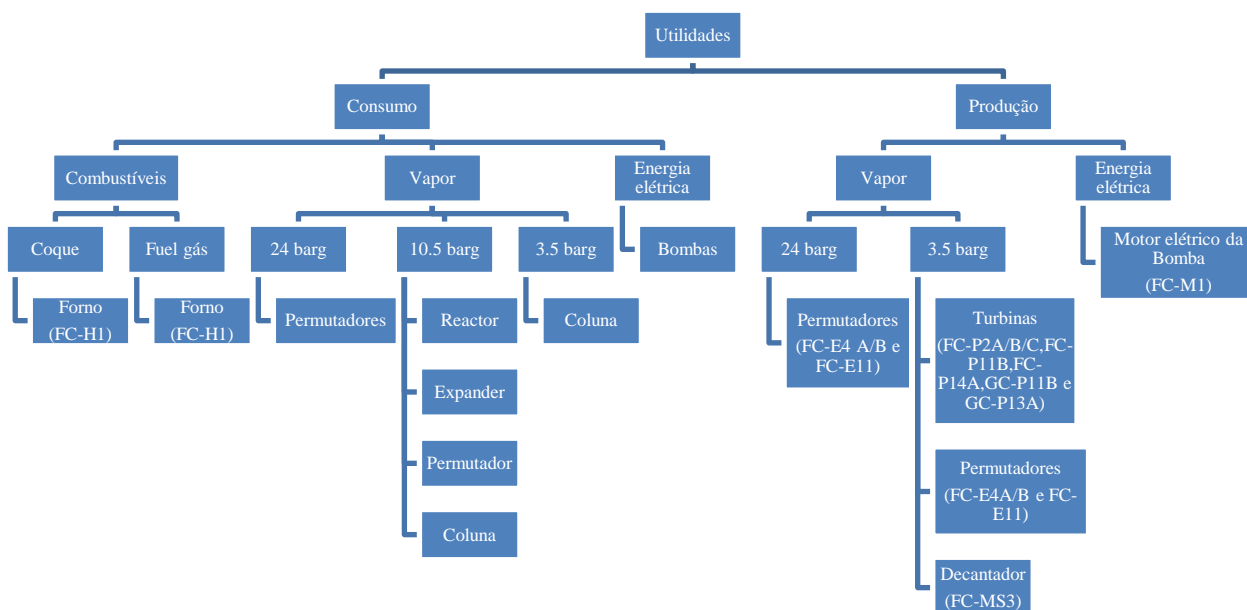 Utilidades
Consumo
Produção
Combustíveis
Vapor
Energia
elétrica
Vapor
Energia
elétrica
Coque
Fuel gás
24 barg
10.5 barg
3.5 barg
Bombas
24 barg
3.5 barg
Motor elétrico da
Bomba
(FC-M1)
Forno
(FC-H1)
Forno
(FC-H1)
Permutadores
Reactor
Coluna
Permutadores
(FC-E4 A/B e
FC-E11)
Turbinas
(FC-P2A/B/C,FC-
P11B,FC-
P14A,GC-P11B e
GC-P13A)
Expander
Permutador
Permutadores
(FC-E4A/B e FC-
E11)
Coluna
Decantador
(FC-MS3)